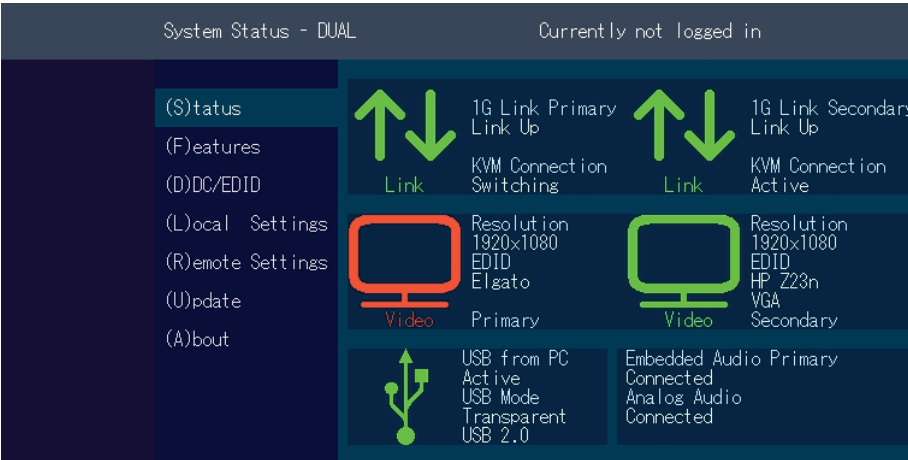 System Status - DUAL
Currently not logged in
(S)tatus
(F)eatures
(D)DC/EDID
(L)ocal Settings
(R)emote Settings
(U)pdate
(A)bout
Link
1G Link Primary
Link Up
KVM Connection
Switching
Link
1G Link Secondary
Link Up
KVM Connection
Active
Video
Resolution
1920x1080
EDID
Elgato
Primary
Video
Resolution
1920x1080
EDID
HP Z23n
VGA
Secondary
USB from PC
Active
USB Mode
Transparent
USB 2.0
Embedded Audio Primary
Connected
Analog Audio
Connected